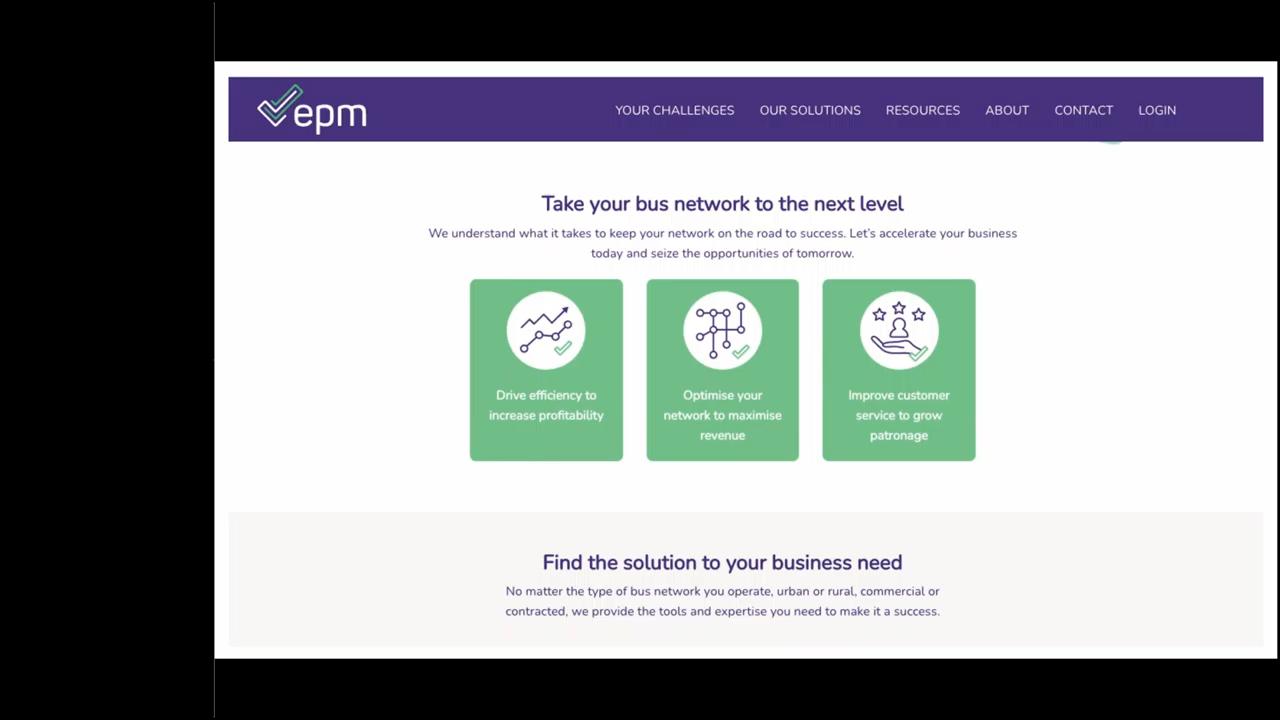 epm
YOUR CHALLENGES
OUR SOLUTIONS
RESOURCES
ABOUT
CONTACT
LOGIN
Take your bus network to the next level
We understand what it takes to keep your network on the road to success. Let's accelerate your business
today and seize the opportunities of tomorrow.
Drive efficiency to
increase profitability
Optimise your
network to maximise
revenue
Improve customer
service to grow
patronage
Find the solution to your business need
No matter the type of bus network you operate, urban or rural, commercial or
contracted, we provide the tools and expertise you need to make it a success.